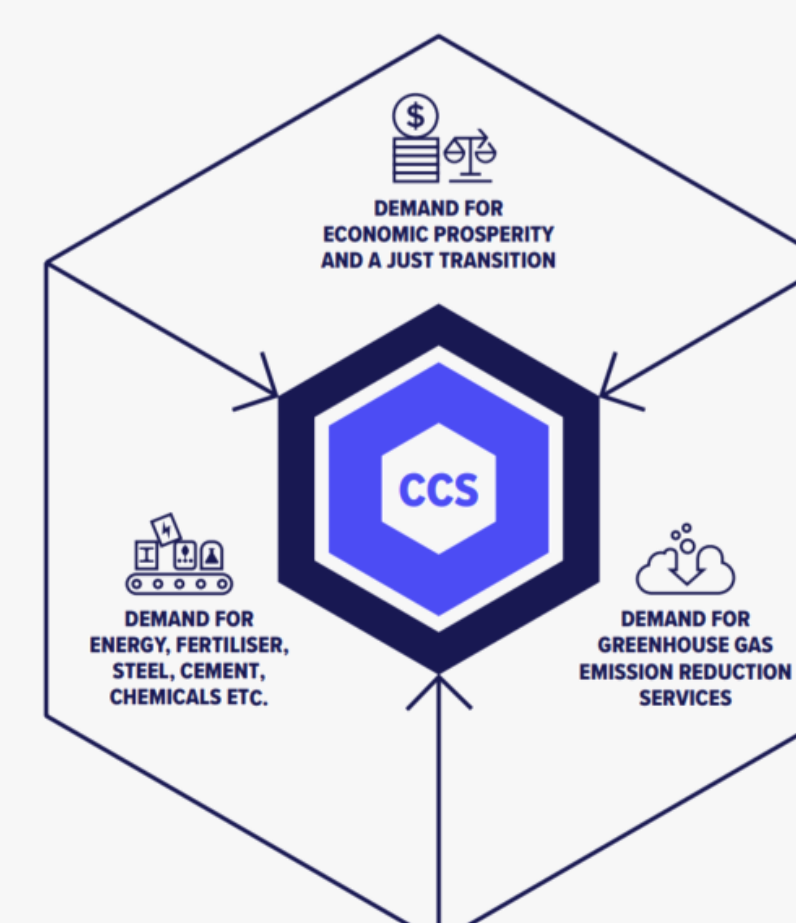 $
DEMAND FOR
ECONOMIC PROSPERITY
AND A JUST TRANSITION
CCS
DEMAND FOR
ENERGY, FERTILISER,
STEEL, CEMENT,
CHEMICALS ETC.
DEMAND FOR
GREENHOUSE GAS
EMISSION REDUCTION
SERVICES